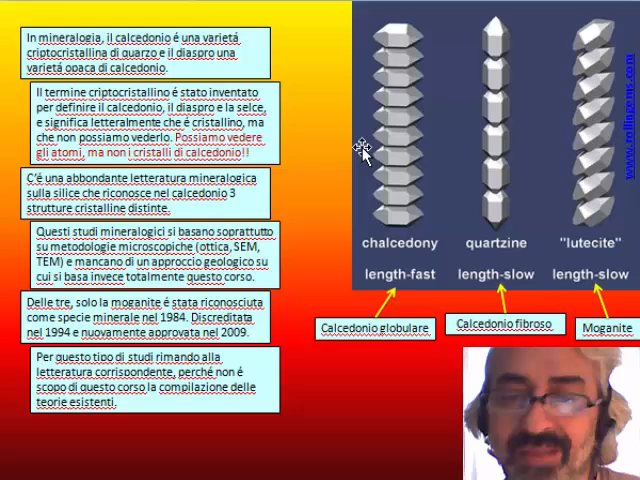 In mineralogia, il calcedonio é una varietá
criptocristallina di quarzo e il diaspro una
varietá opaca di calcedonio.
Il termine criptocristallino é stato inventato
per definire il calcedonio, il diaspro e la selce,
e significa letteralmente che é cristallino, ma
che non possiamo vederlo. Possiamo vedere
gli atomi, ma non i cristalli di calcedonio!!
C'é una abbondante letteratura mineralogica
sulla silice che riconosce nel calcedonio 3
strutture cristalline distinte.
Questi studi mineralogici si basano soprattutto
su metodologie microscopiche (ottica, SEM,
TEM) e mancano di un approccio geologico su
cui si basa invece totalmente questo corso.
Delle tre, solo la moganite é stata riconosciuta
come specie minerale nel 1984. Discreditata
nel 1994 e nuovamente approvata nel 2009.
Per questo tipo di studi rimando alla
letteratura corrispondente, perché non é
scopo di questo corso la compilazione delle
teorie esistenti.
chalcedony quartzine "lutecite"
length-fast length-slow length-slow
Calcedonio globulare Calcedonio fibroso Moganite